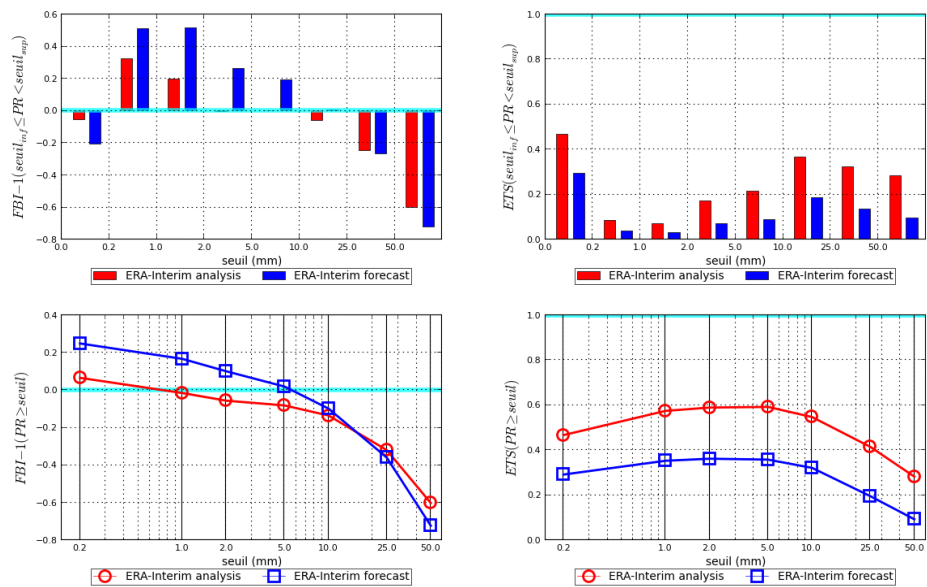 FBI−1(seuil_inf ≤ PR < seuil_sup)
0.6
0.4
0.2
0.0
−0.2
−0.4
−0.6
−0.8
0.0 0.2 1.0 2.0 5.0 10.0 25.0 50.0
seuil (mm)
ERA-Interim analysis ERA-Interim forecast
ETS(seuil_inf ≤ PR < seuil_sup)
1.0
0.8
0.6
0.4
0.2
0.0
0.0 0.2 1.0 2.0 5.0 10.0 25.0 50.0
seuil (mm)
ERA-Interim analysis ERA-Interim forecast
FBI−1(PR ≥ seuil)
0.4
0.2
0.0
−0.2
−0.4
−0.6
−0.8
0.2 1.0 2.0 5.0 10.0 25.0 50.0
seuil (mm)
ERA-Interim analysis ERA-Interim forecast
ETS(PR ≥ seuil)
1.0
0.8
0.6
0.4
0.2
0.0
0.2 1.0 2.0 5.0 10.0 25.0 50.0
seuil (mm)
ERA-Interim analysis ERA-Interim forecast